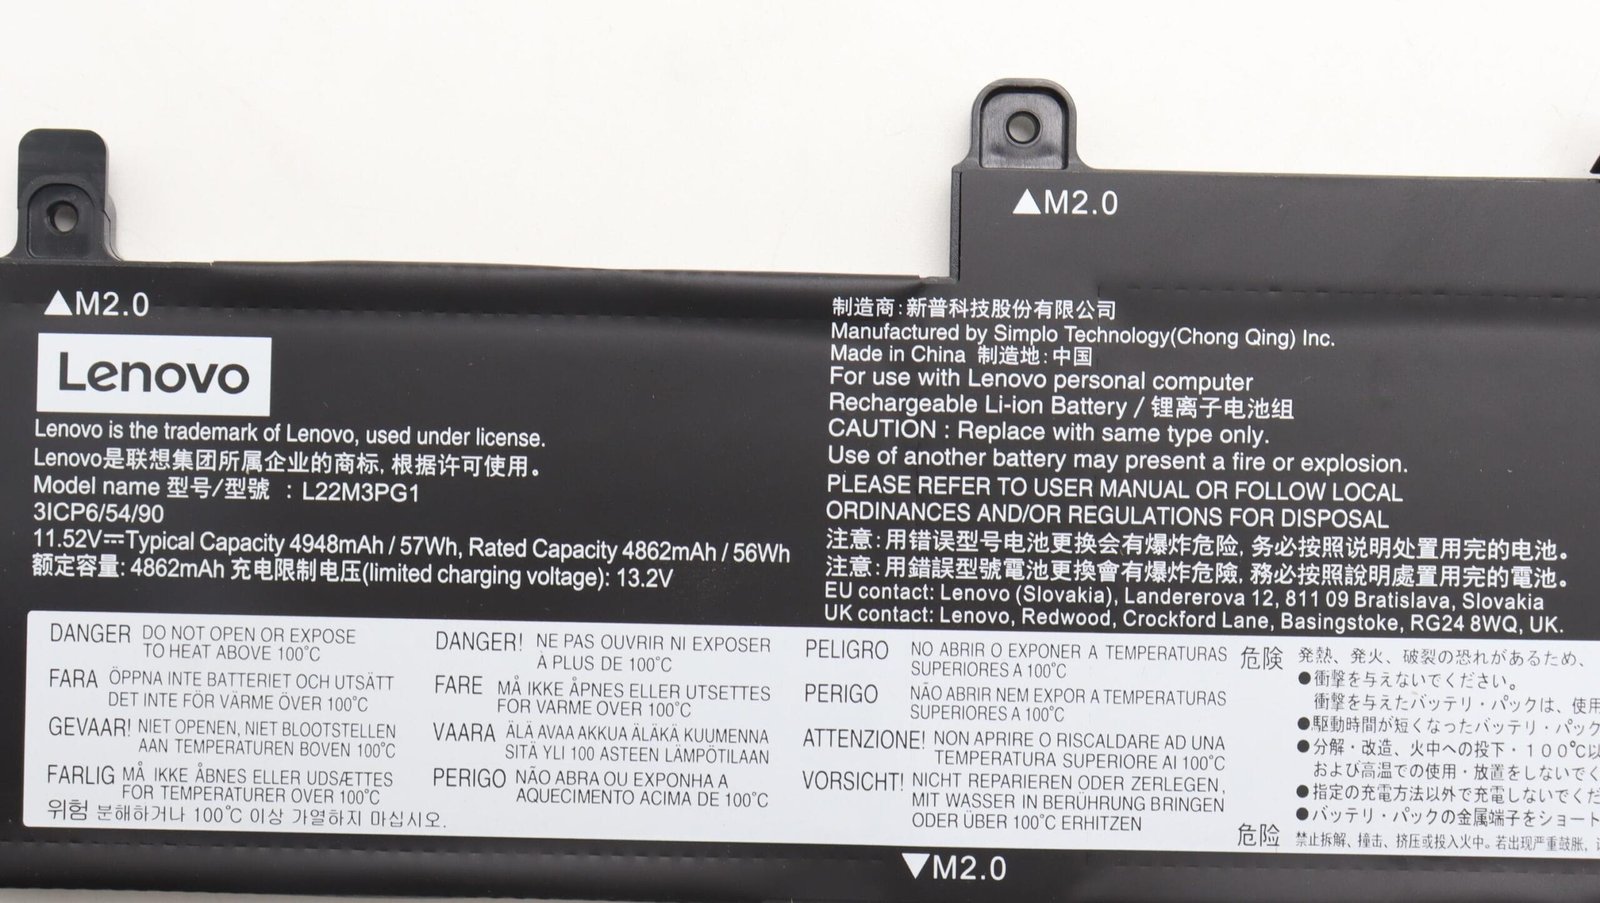 ▲M2.0
▲M2.0
Lenovo
Lenovo is the trademark of Lenovo, used under license.
Lenovo是联想集团所属企业的商标, 根据许可使用。
Model name 型号/型號 : L22M3PG1
3ICP6/54/90
11.52V⎓Typical Capacity 4948mAh / 57Wh, Rated Capacity 4862mAh / 56Wh
额定容量: 4862mAh 充电限制电压(limited charging voltage): 13.2V
制造商: 新普科技股份有限公司
Manufactured by Simplo Technology(Chong Qing) Inc.
Made in China 制造地: 中国
For use with Lenovo personal computer
Rechargeable Li-ion Battery / 锂离子电池组
CAUTION : Replace with same type only.
Use of another battery may present a fire or explosion.
PLEASE REFER TO USER MANUAL OR FOLLOW LOCAL
ORDINANCES AND/OR REGULATIONS FOR DISPOSAL
注意: 用错误型号电池更换会有爆炸危险, 务必按照说明处置用完的电池。
注意: 用錯誤型號電池更換會有爆炸危險, 務必按照說明處置用完的電池。
EU contact: Lenovo (Slovakia), Landererova 12, 811 09 Bratislava, Slovakia
UK contact: Lenovo, Redwood, Crockford Lane, Basingstoke, RG24 8WQ, UK.
DANGER DO NOT OPEN OR EXPOSE
TO HEAT ABOVE 100°C
FARA ÖPPNA INTE BATTERIET OCH UTSÄTT
DET INTE FÖR VÄRME ÖVER 100°C
GEVAAR! NIET OPENEN, NIET BLOOTSTELLEN
AAN TEMPERATUREN BOVEN 100°C
FARLIG MÅ IKKE ÅBNES ELLER UDSÆTTES
FOR TEMPERATURER OVER 100°C
위험 분해하거나 100°C 이상 가열하지 마십시오.
DANGER! NE PAS OUVRIR NI EXPOSER
À PLUS DE 100°C
FARE MÅ IKKE ÅPNES ELLER UTSETTES
FOR VARME OVER 100°C
VAARA ÄLÄ AVAA AKKUA ÄLÄKÄ KUUMENNA
SITÄ YLI 100 ASTEEN LÄMPÖTILAAN
PERIGO NÃO ABRA OU EXPONHA A
AQUECIMENTO ACIMA DE 100°C
PELIGRO NO ABRIR O EXPONER A TEMPERATURAS
SUPERIORES A 100°C
PERIGO NÃO ABRIR NEM EXPOR A TEMPERATURAS
SUPERIORES A 100°C
ATTENZIONE! NON APRIRE O RISCALDARE AD UNA
TEMPERATURA SUPERIORE AI 100°C
VORSICHT! NICHT REPARIEREN ODER ZERLEGEN,
MIT WASSER IN BERÜHRUNG BRINGEN
ODER ÜBER 100°C ERHITZEN
危険 発熱、発火、破裂の恐れがあるため、
●衝撃を与えないでください。
衝撃を与えたバッテリ・パックは、使用
●駆動時間が短くなったバッテリ・パック
●分解・改造、火中への投下・100℃以
および高温での使用・放置をしないでく
●指定の充電方法以外で充電しないでくだ
●バッテリ・パックの金属端子をショート
危险 禁止拆解、撞击、挤压或投入火中。若出现严重鼓胀,
▼M2.0